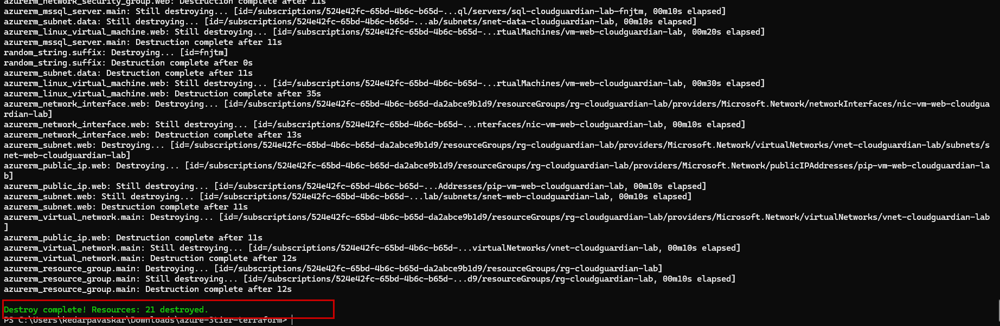 azurerm_network_security_group.web: Destruction complete after 11s
azurerm_mssql_server.main: Still destroying... [id=/subscriptions/524e42fc-65bd-4b6c-b65d-...ql/servers/sql-cloudguardian-lab-fnjtm, 00m10s elapsed]
azurerm_subnet.data: Still destroying... [id=/subscriptions/524e42fc-65bd-4b6c-b65d-...ab/subnets/snet-data-cloudguardian-lab, 00m10s elapsed]
azurerm_linux_virtual_machine.web: Still destroying... [id=/subscriptions/524e42fc-65bd-4b6c-b65d-...rtualMachines/vm-web-cloudguardian-lab, 00m20s elapsed]
azurerm_mssql_server.main: Destruction complete after 11s
random_string.suffix: Destroying... [id=fnjtm]
random_string.suffix: Destruction complete after 0s
azurerm_subnet.data: Destruction complete after 11s
azurerm_linux_virtual_machine.web: Still destroying... [id=/subscriptions/524e42fc-65bd-4b6c-b65d-...rtualMachines/vm-web-cloudguardian-lab, 00m30s elapsed]
azurerm_linux_virtual_machine.web: Destruction complete after 35s
azurerm_network_interface.web: Destroying... [id=/subscriptions/524e42fc-65bd-4b6c-b65d-da2abce9b1d9/resourceGroups/rg-cloudguardian-lab/providers/Microsoft.Network/networkInterfaces/nic-vm-web-cloudgua
rdian-lab]
azurerm_network_interface.web: Still destroying... [id=/subscriptions/524e42fc-65bd-4b6c-b65d-...nterfaces/nic-vm-web-cloudguardian-lab, 00m10s elapsed]
azurerm_network_interface.web: Destruction complete after 13s
azurerm_subnet.web: Destroying... [id=/subscriptions/524e42fc-65bd-4b6c-b65d-da2abce9b1d9/resourceGroups/rg-cloudguardian-lab/providers/Microsoft.Network/virtualNetworks/vnet-cloudguardian-lab/subnets/s
net-web-cloudguardian-lab]
azurerm_public_ip.web: Destroying... [id=/subscriptions/524e42fc-65bd-4b6c-b65d-da2abce9b1d9/resourceGroups/rg-cloudguardian-lab/providers/Microsoft.Network/publicIPAddresses/pip-vm-web-cloudguardian-la
b]
azurerm_public_ip.web: Still destroying... [id=/subscriptions/524e42fc-65bd-4b6c-b65d-...Addresses/pip-vm-web-cloudguardian-lab, 00m10s elapsed]
azurerm_subnet.web: Still destroying... [id=/subscriptions/524e42fc-65bd-4b6c-b65d-...lab/subnets/snet-web-cloudguardian-lab, 00m10s elapsed]
azurerm_subnet.web: Destruction complete after 11s
azurerm_virtual_network.main: Destroying... [id=/subscriptions/524e42fc-65bd-4b6c-b65d-da2abce9b1d9/resourceGroups/rg-cloudguardian-lab/providers/Microsoft.Network/virtualNetworks/vnet-cloudguardian-lab
]
azurerm_public_ip.web: Destruction complete after 11s
azurerm_virtual_network.main: Still destroying... [id=/subscriptions/524e42fc-65bd-4b6c-b65d-...virtualNetworks/vnet-cloudguardian-lab, 00m10s elapsed]
azurerm_virtual_network.main: Destruction complete after 12s
azurerm_resource_group.main: Destroying... [id=/subscriptions/524e42fc-65bd-4b6c-b65d-da2abce9b1d9/resourceGroups/rg-cloudguardian-lab]
azurerm_resource_group.main: Still destroying... [id=/subscriptions/524e42fc-65bd-4b6c-b65d-...d9/resourceGroups/rg-cloudguardian-lab, 00m10s elapsed]
azurerm_resource_group.main: Destruction complete after 12s
Destroy complete! Resources: 21 destroyed.
PS C:\Users\kedarpavaskar\Downloads\azure-3tier-terraform>